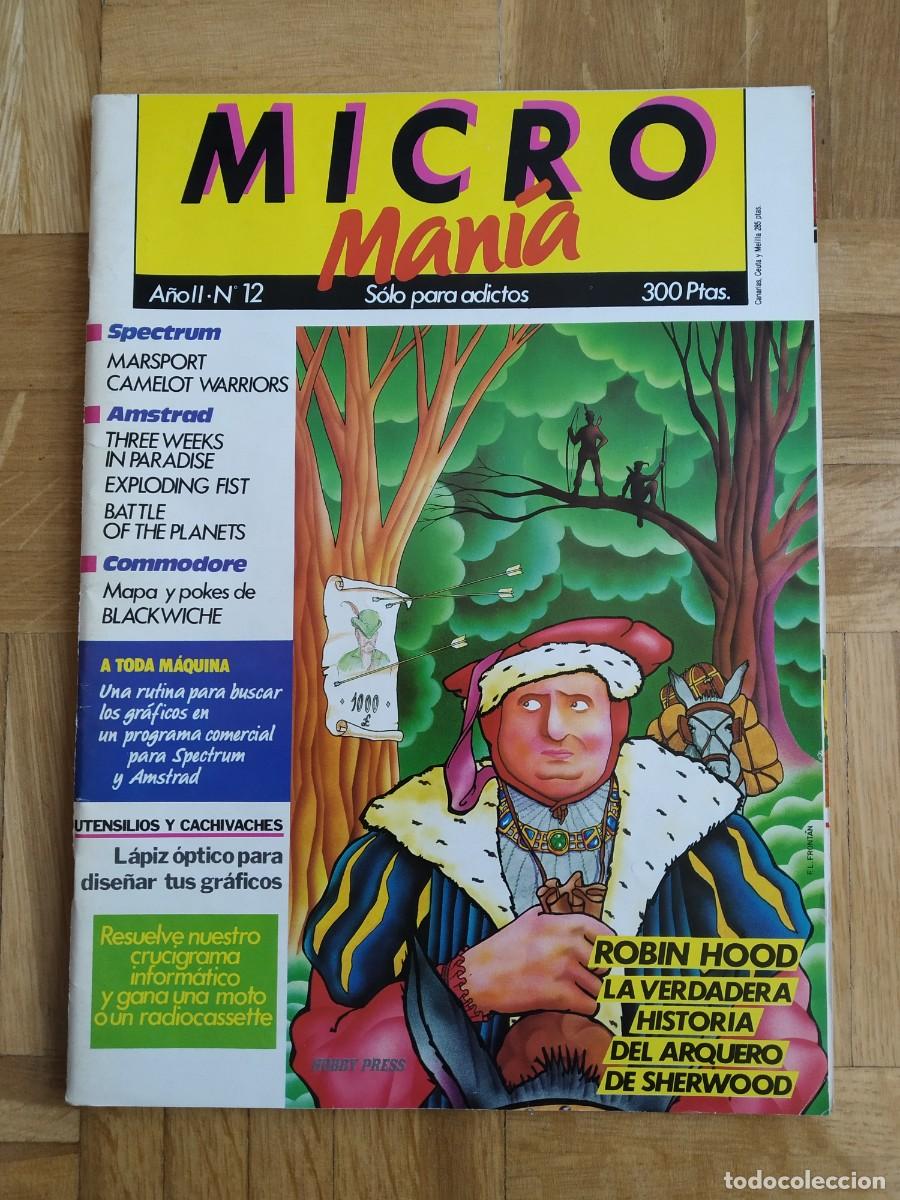 MICRO
Manía
Año II · Nº 12
Sólo para adictos
300 Ptas.
Canarias, Ceuta y Melilla 285 ptas.
Spectrum
MARSPORT
CAMELOT WARRIORS
Amstrad
THREE WEEKS
IN PARADISE
EXPLODING FIST
BATTLE
OF THE PLANETS
Commodore
Mapa y pokes de
BLACKWICHE
A TODA MÁQUINA
Una rutina para buscar
los gráficos en
un programa comercial
para Spectrum
y Amstrad
UTENSILIOS Y CACHIVACHES
Lápiz óptico para
diseñar tus gráficos
Resuelve nuestro
crucigrama
informático
y gana una moto
o un radiocassette
1000
£
F.L. FRONTÁN
ROBIN HOOD
LA VERDADERA
HISTORIA
DEL ARQUERO
DE SHERWOOD
HOBBY PRESS
todocoleccion